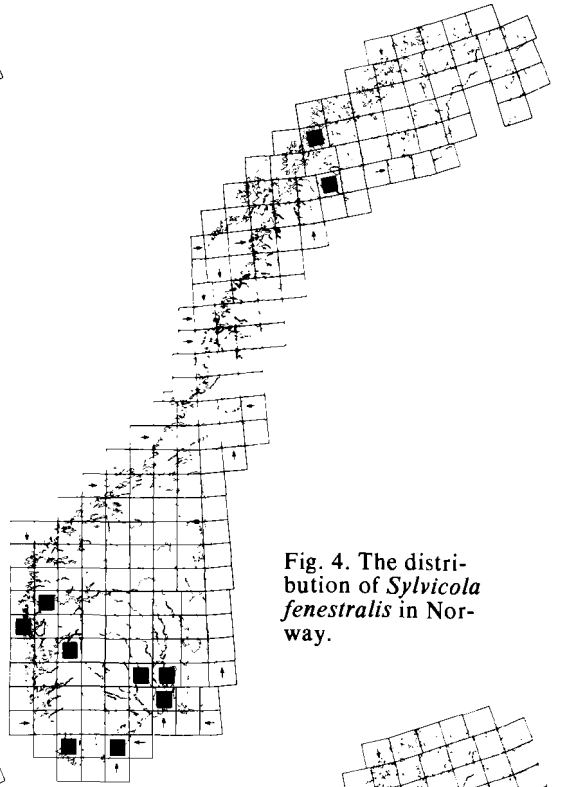 Fig. 4. The distri-
bution of Sylvicola
fenestralis in Nor-
way.